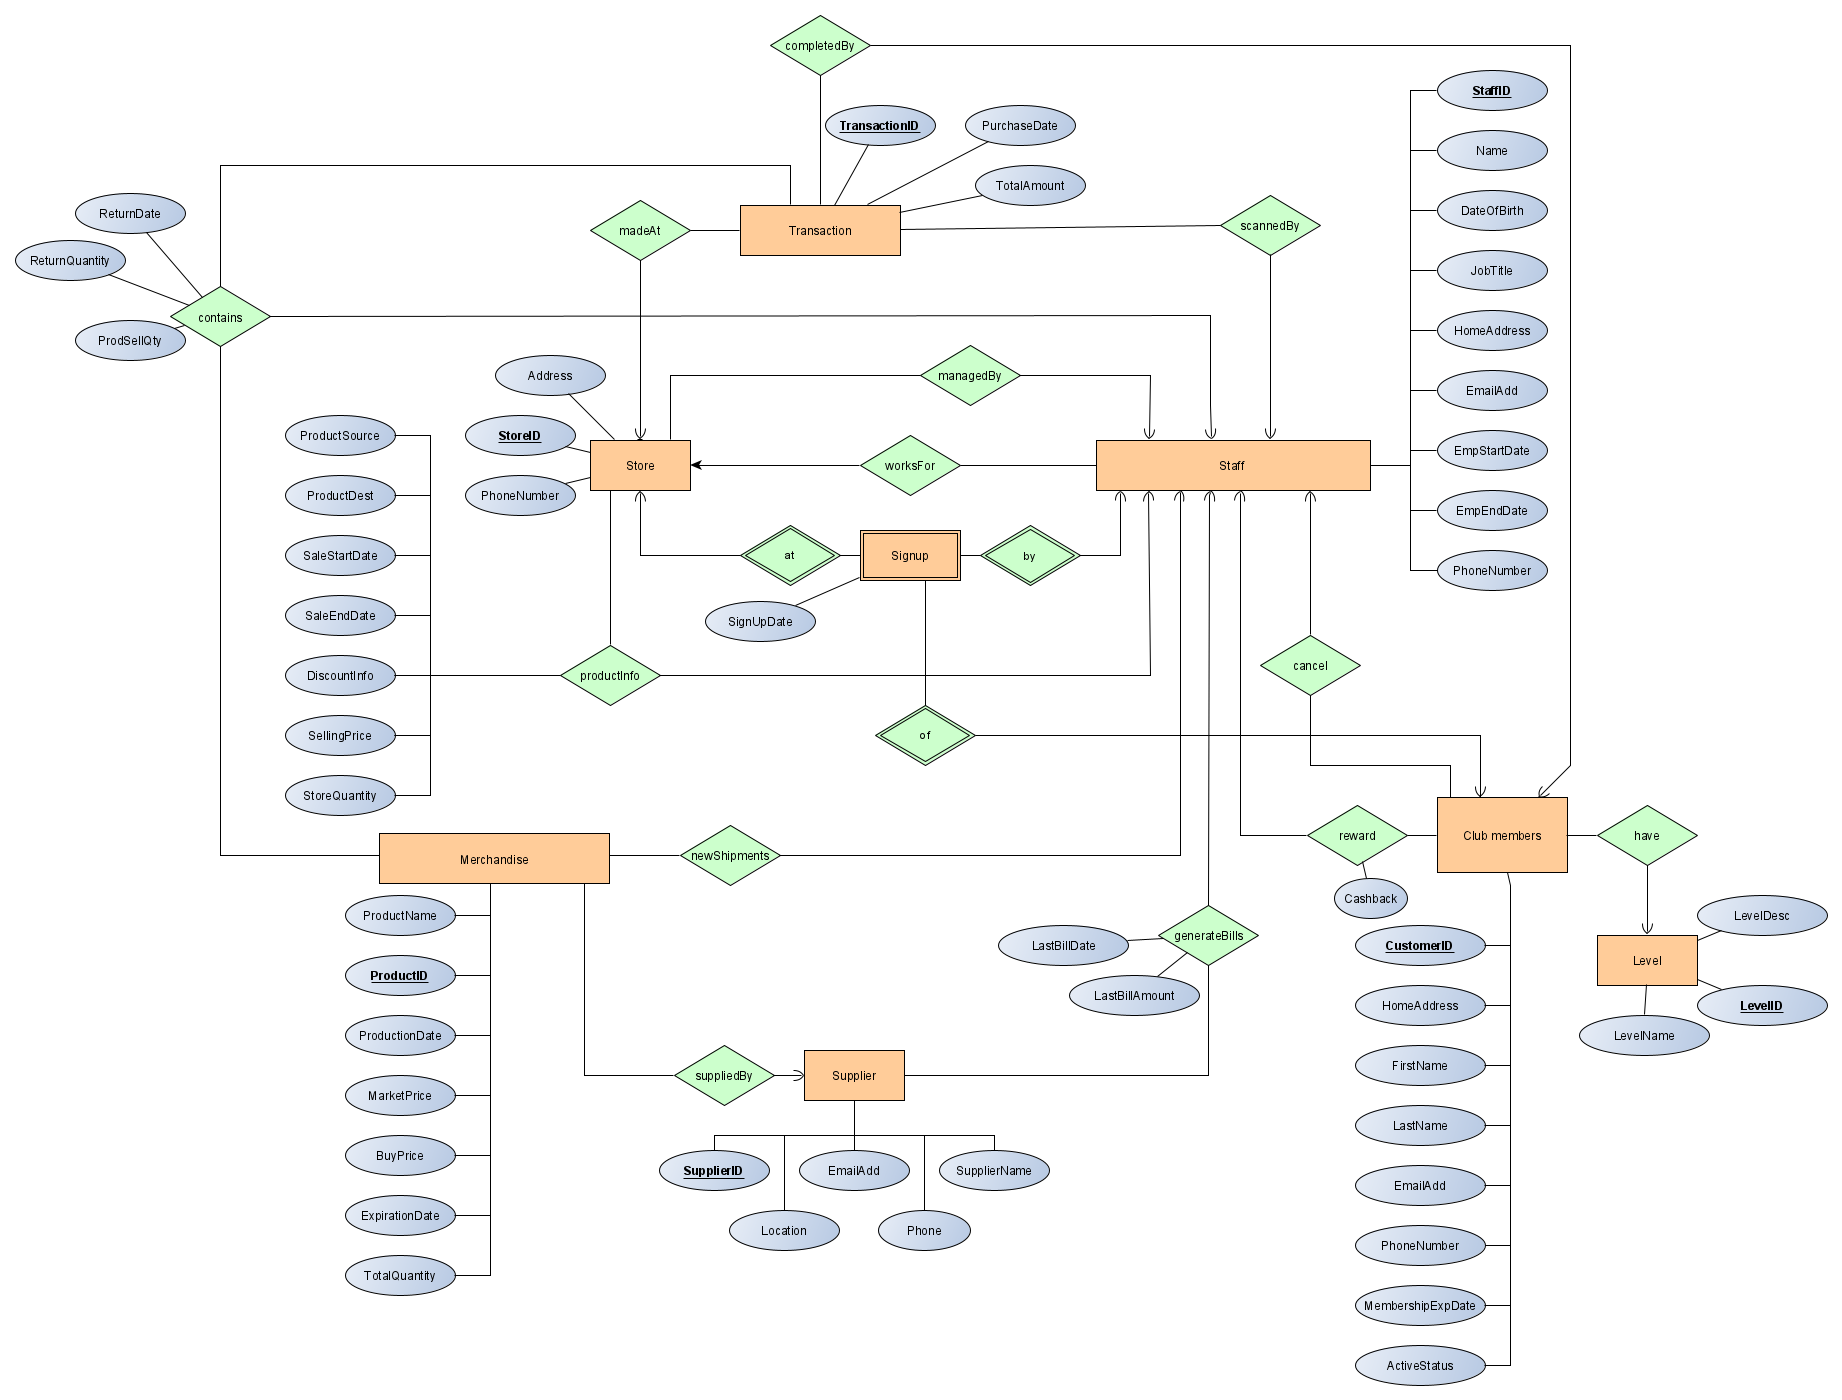 completedBy
StaffID
TransactionID
PurchaseDate
Name
TotalAmount
ReturnDate
DateOfBirth
madeAt
Transaction
scannedBy
ReturnQuantity
JobTitle
contains
HomeAddress
ProdSellQty
Address
managedBy
EmailAdd
ProductSource
StoreID
EmpStartDate
Store
worksFor
Staff
ProductDest
PhoneNumber
EmpEndDate
SaleStartDate
at
Signup
by
PhoneNumber
SaleEndDate
SignUpDate
DiscountInfo
productInfo
cancel
SellingPrice
of
StoreQuantity
Merchandise
newShipments
reward
Club members
have
Cashback
ProductName
LevelDesc
generateBills
LastBillDate
CustomerID
Level
ProductID
LastBillAmount
HomeAddress
LevelID
ProductionDate
LevelName
FirstName
suppliedBy
Supplier
MarketPrice
LastName
BuyPrice
SupplierID
EmailAdd
SupplierName
EmailAdd
ExpirationDate
Location
Phone
PhoneNumber
TotalQuantity
MembershipExpDate
ActiveStatus